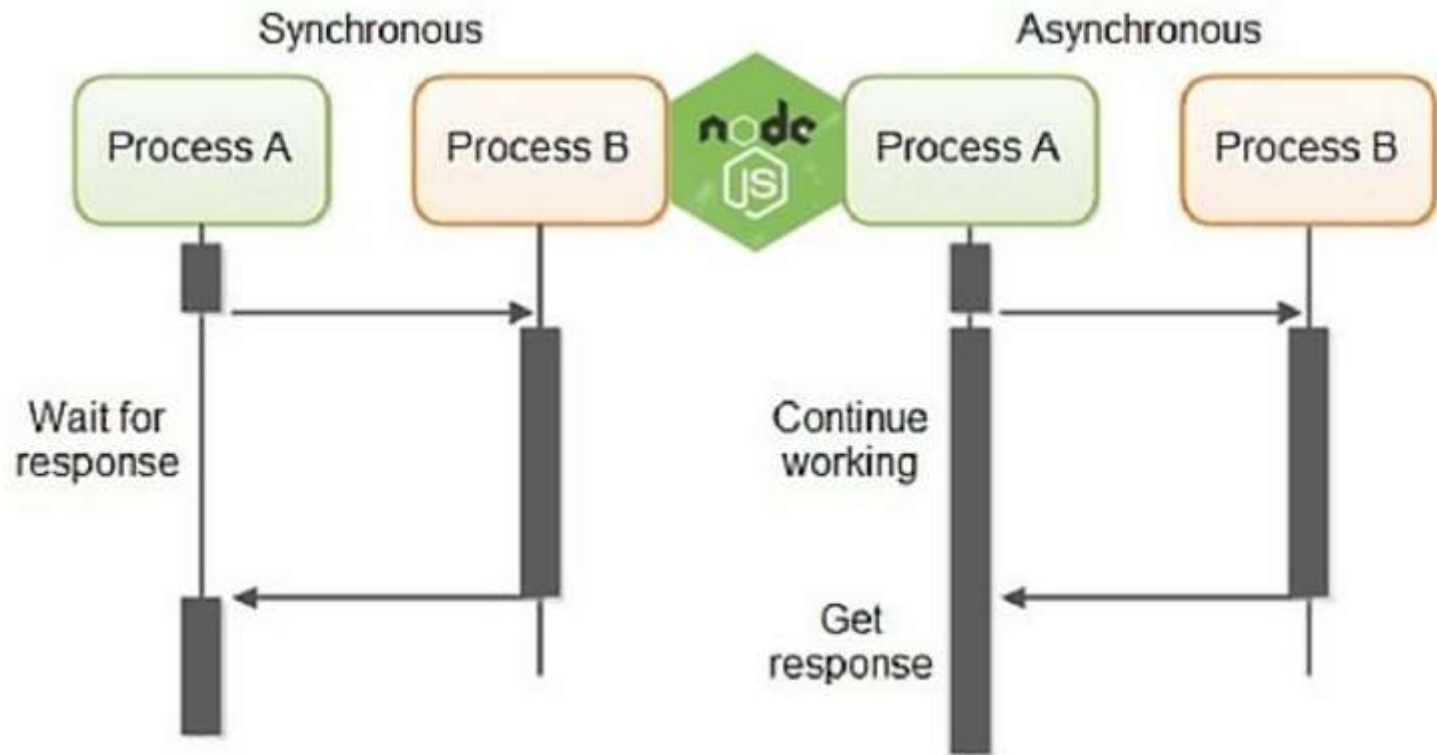 Synchronous
Asynchronous
Process A
Process B
node
JS
Process A
Process B
Wait for
response
Continue
working
Get
response